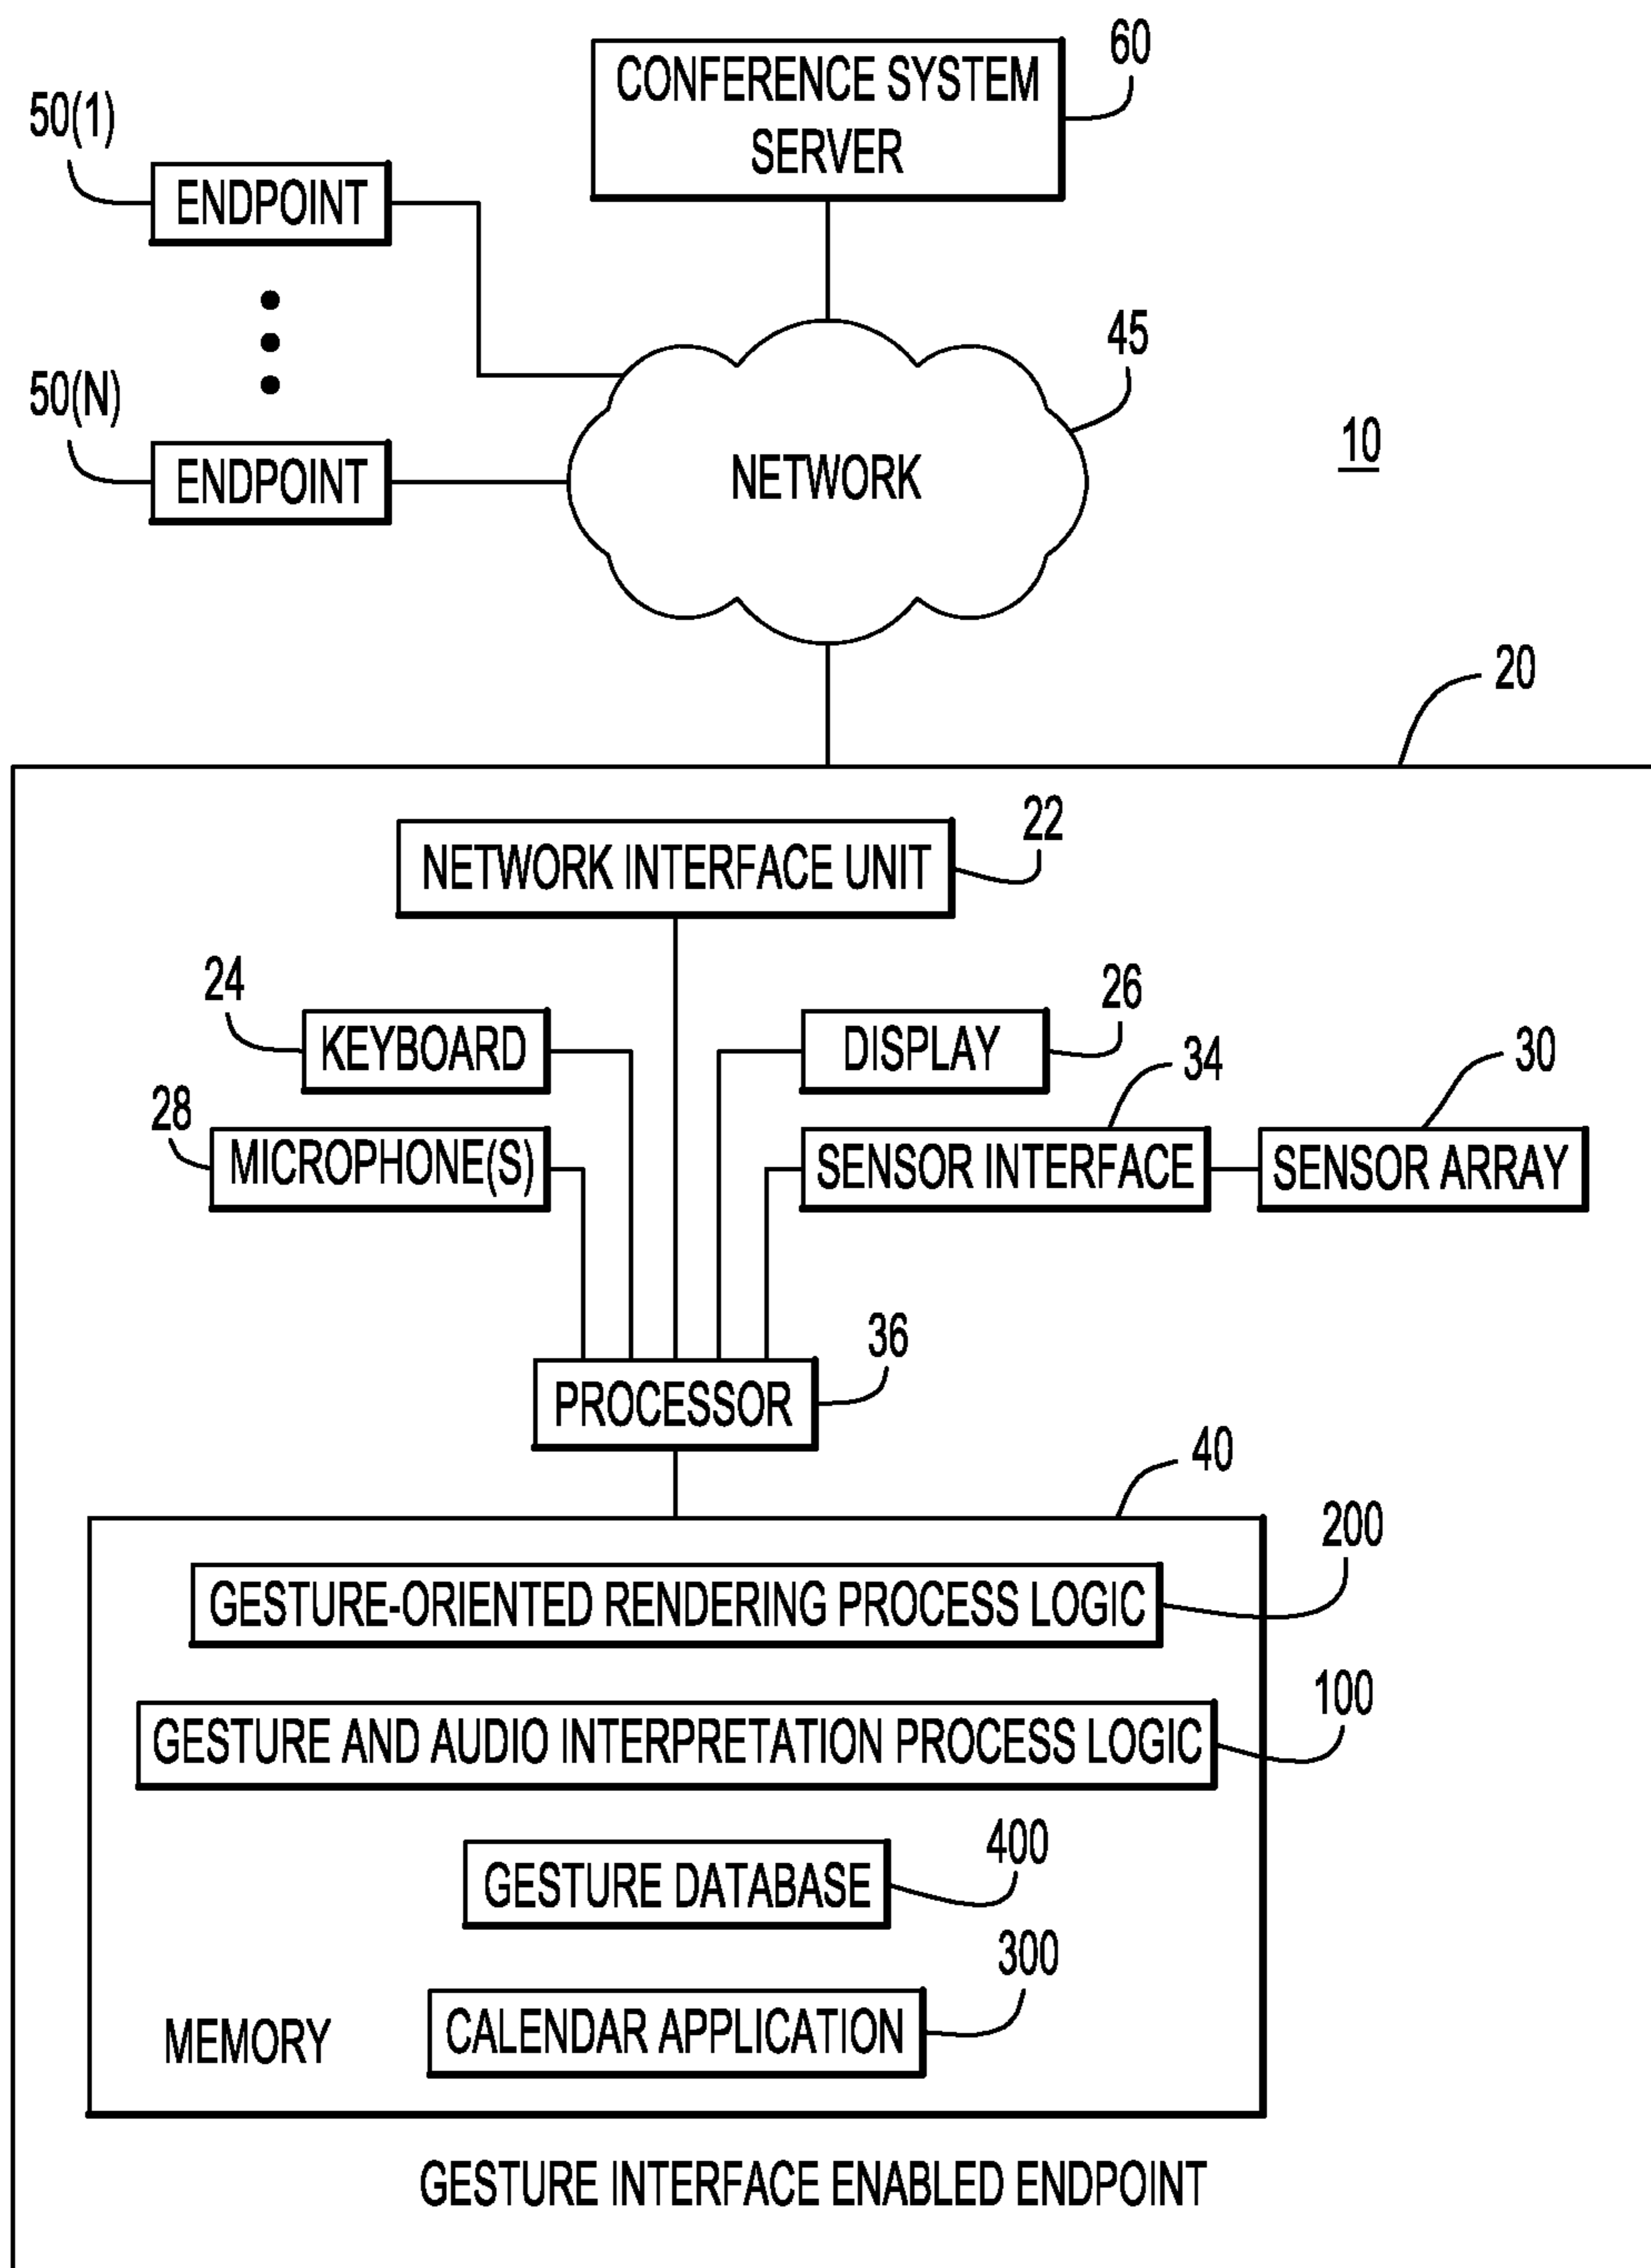 60
CONFERENCE SYSTEM
SERVER
50(1)
ENDPOINT
50(N)
ENDPOINT
45
NETWORK
10
20
22
NETWORK INTERFACE UNIT
24
KEYBOARD
26
DISPLAY
28
MICROPHONE(S)
34
SENSOR INTERFACE
30
SENSOR ARRAY
36
PROCESSOR
40
200
GESTURE-ORIENTED RENDERING PROCESS LOGIC
100
GESTURE AND AUDIO INTERPRETATION PROCESS LOGIC
400
GESTURE DATABASE
300
CALENDAR APPLICATION
MEMORY
GESTURE INTERFACE ENABLED ENDPOINT